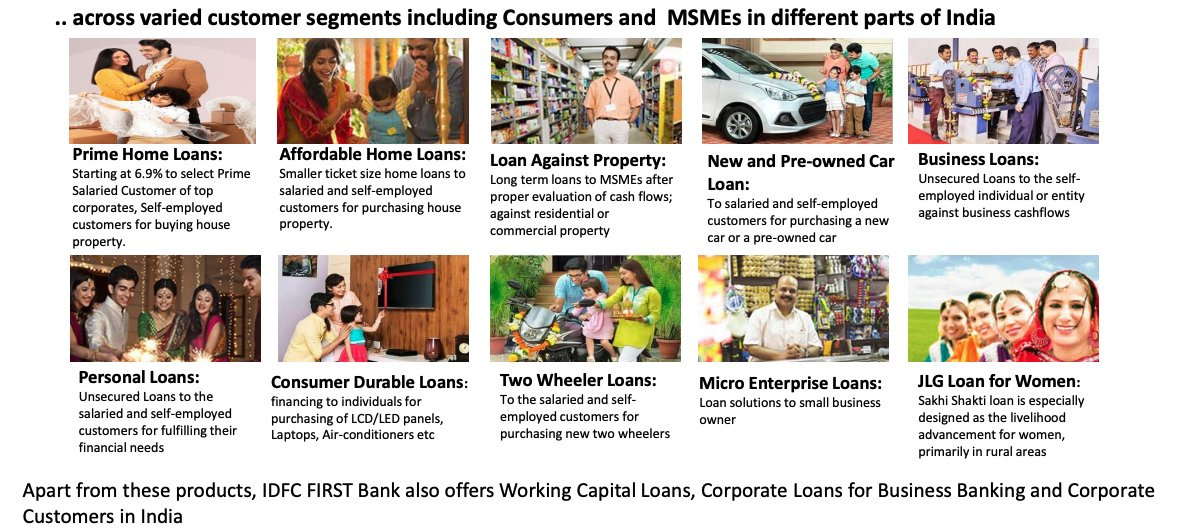 .. across varied customer segments including Consumers and MSMEs in different parts of India
Prime Home Loans:
Starting at 6.9% to select Prime
Salaried Customer of top
corporates, Self-employed
customers for buying house
property.
Affordable Home Loans:
Smaller ticket size home loans to
salaried and self-employed
customers for purchasing house
property.
Loan Against Property:
Long term loans to MSMEs after
proper evaluation of cash flows;
against residential or
commercial property
New and Pre-owned Car
Loan:
To salaried and self-employed
customers for purchasing a new
car or a pre-owned car
Business Loans:
Unsecured Loans to the self-
employed individual or entity
against business cashflows
Personal Loans:
Unsecured Loans to the
salaried and self-employed
customers for fulfilling their
financial needs
Consumer Durable Loans:
financing to individuals for
purchasing of LCD/LED panels,
Laptops, Air-conditioners etc
Two Wheeler Loans:
To the salaried and self-
employed customers for
purchasing new two wheelers
Micro Enterprise Loans:
Loan solutions to small business
owner
JLG Loan for Women:
Sakhi Shakti loan is especially
designed as the livelihood
advancement for women,
primarily in rural areas
Apart from these products, IDFC FIRST Bank also offers Working Capital Loans, Corporate Loans for Business Banking and Corporate
Customers in India